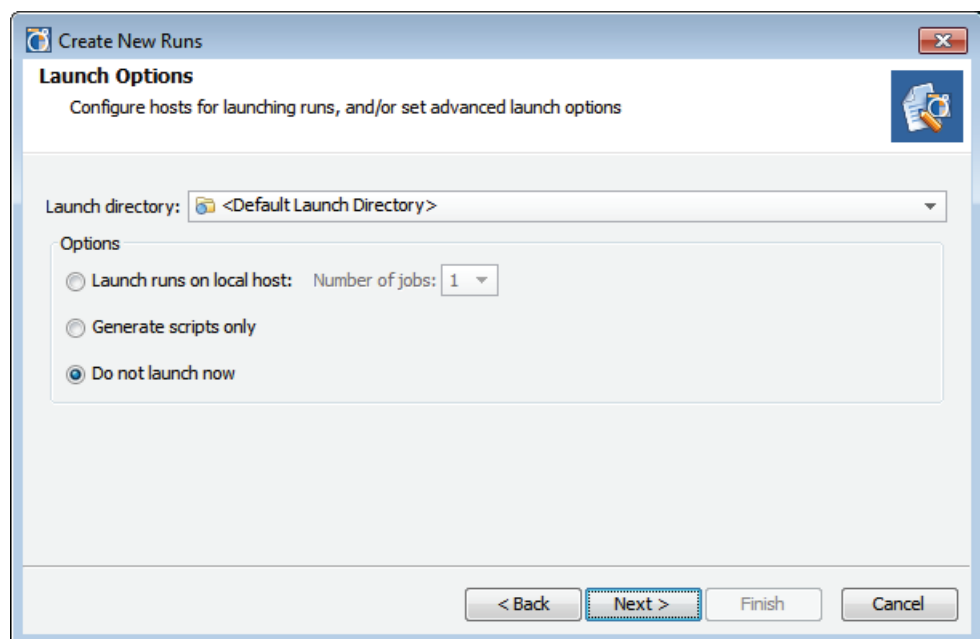 Create New Runs
Launch Options
Configure hosts for launching runs, and/or set advanced launch options
Launch directory: <Default Launch Directory>
Options
Launch runs on local host: Number of jobs: 1
Generate scripts only
Do not launch now
< Back Next > Finish Cancel